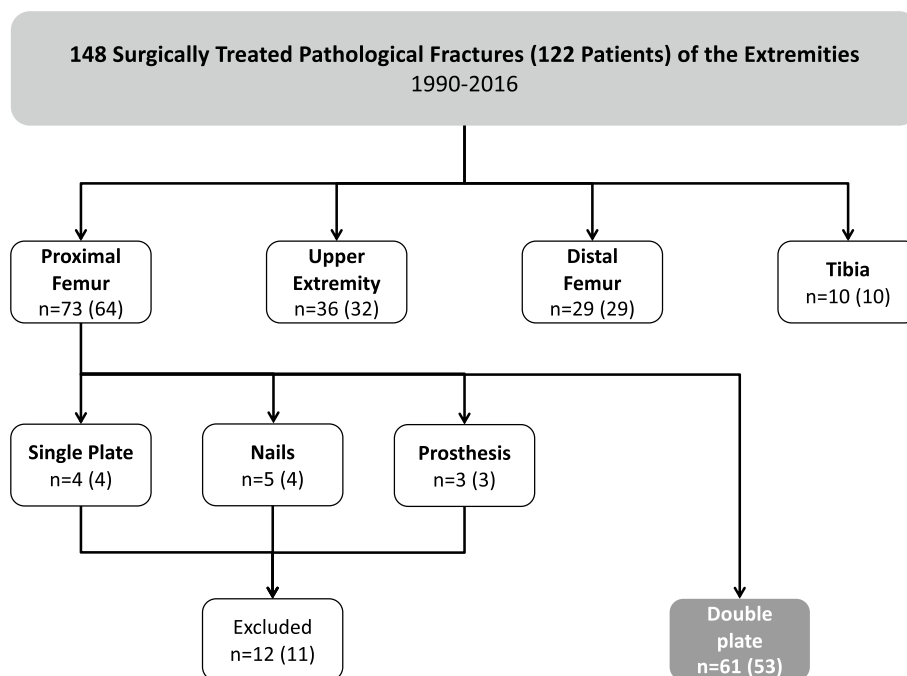 148 Surgically Treated Pathological Fractures (122 Patients) of the Extremities
1990-2016
Proximal
Femur
n=73 (64)
Upper
Extremity
n=36 (32)
Distal
Femur
n=29 (29)
Tibia
n=10 (10)
Single Plate
n=4 (4)
Nails
n=5 (4)
Prosthesis
n=3 (3)
Excluded
n=12 (11)
Double
plate
n=61 (53)